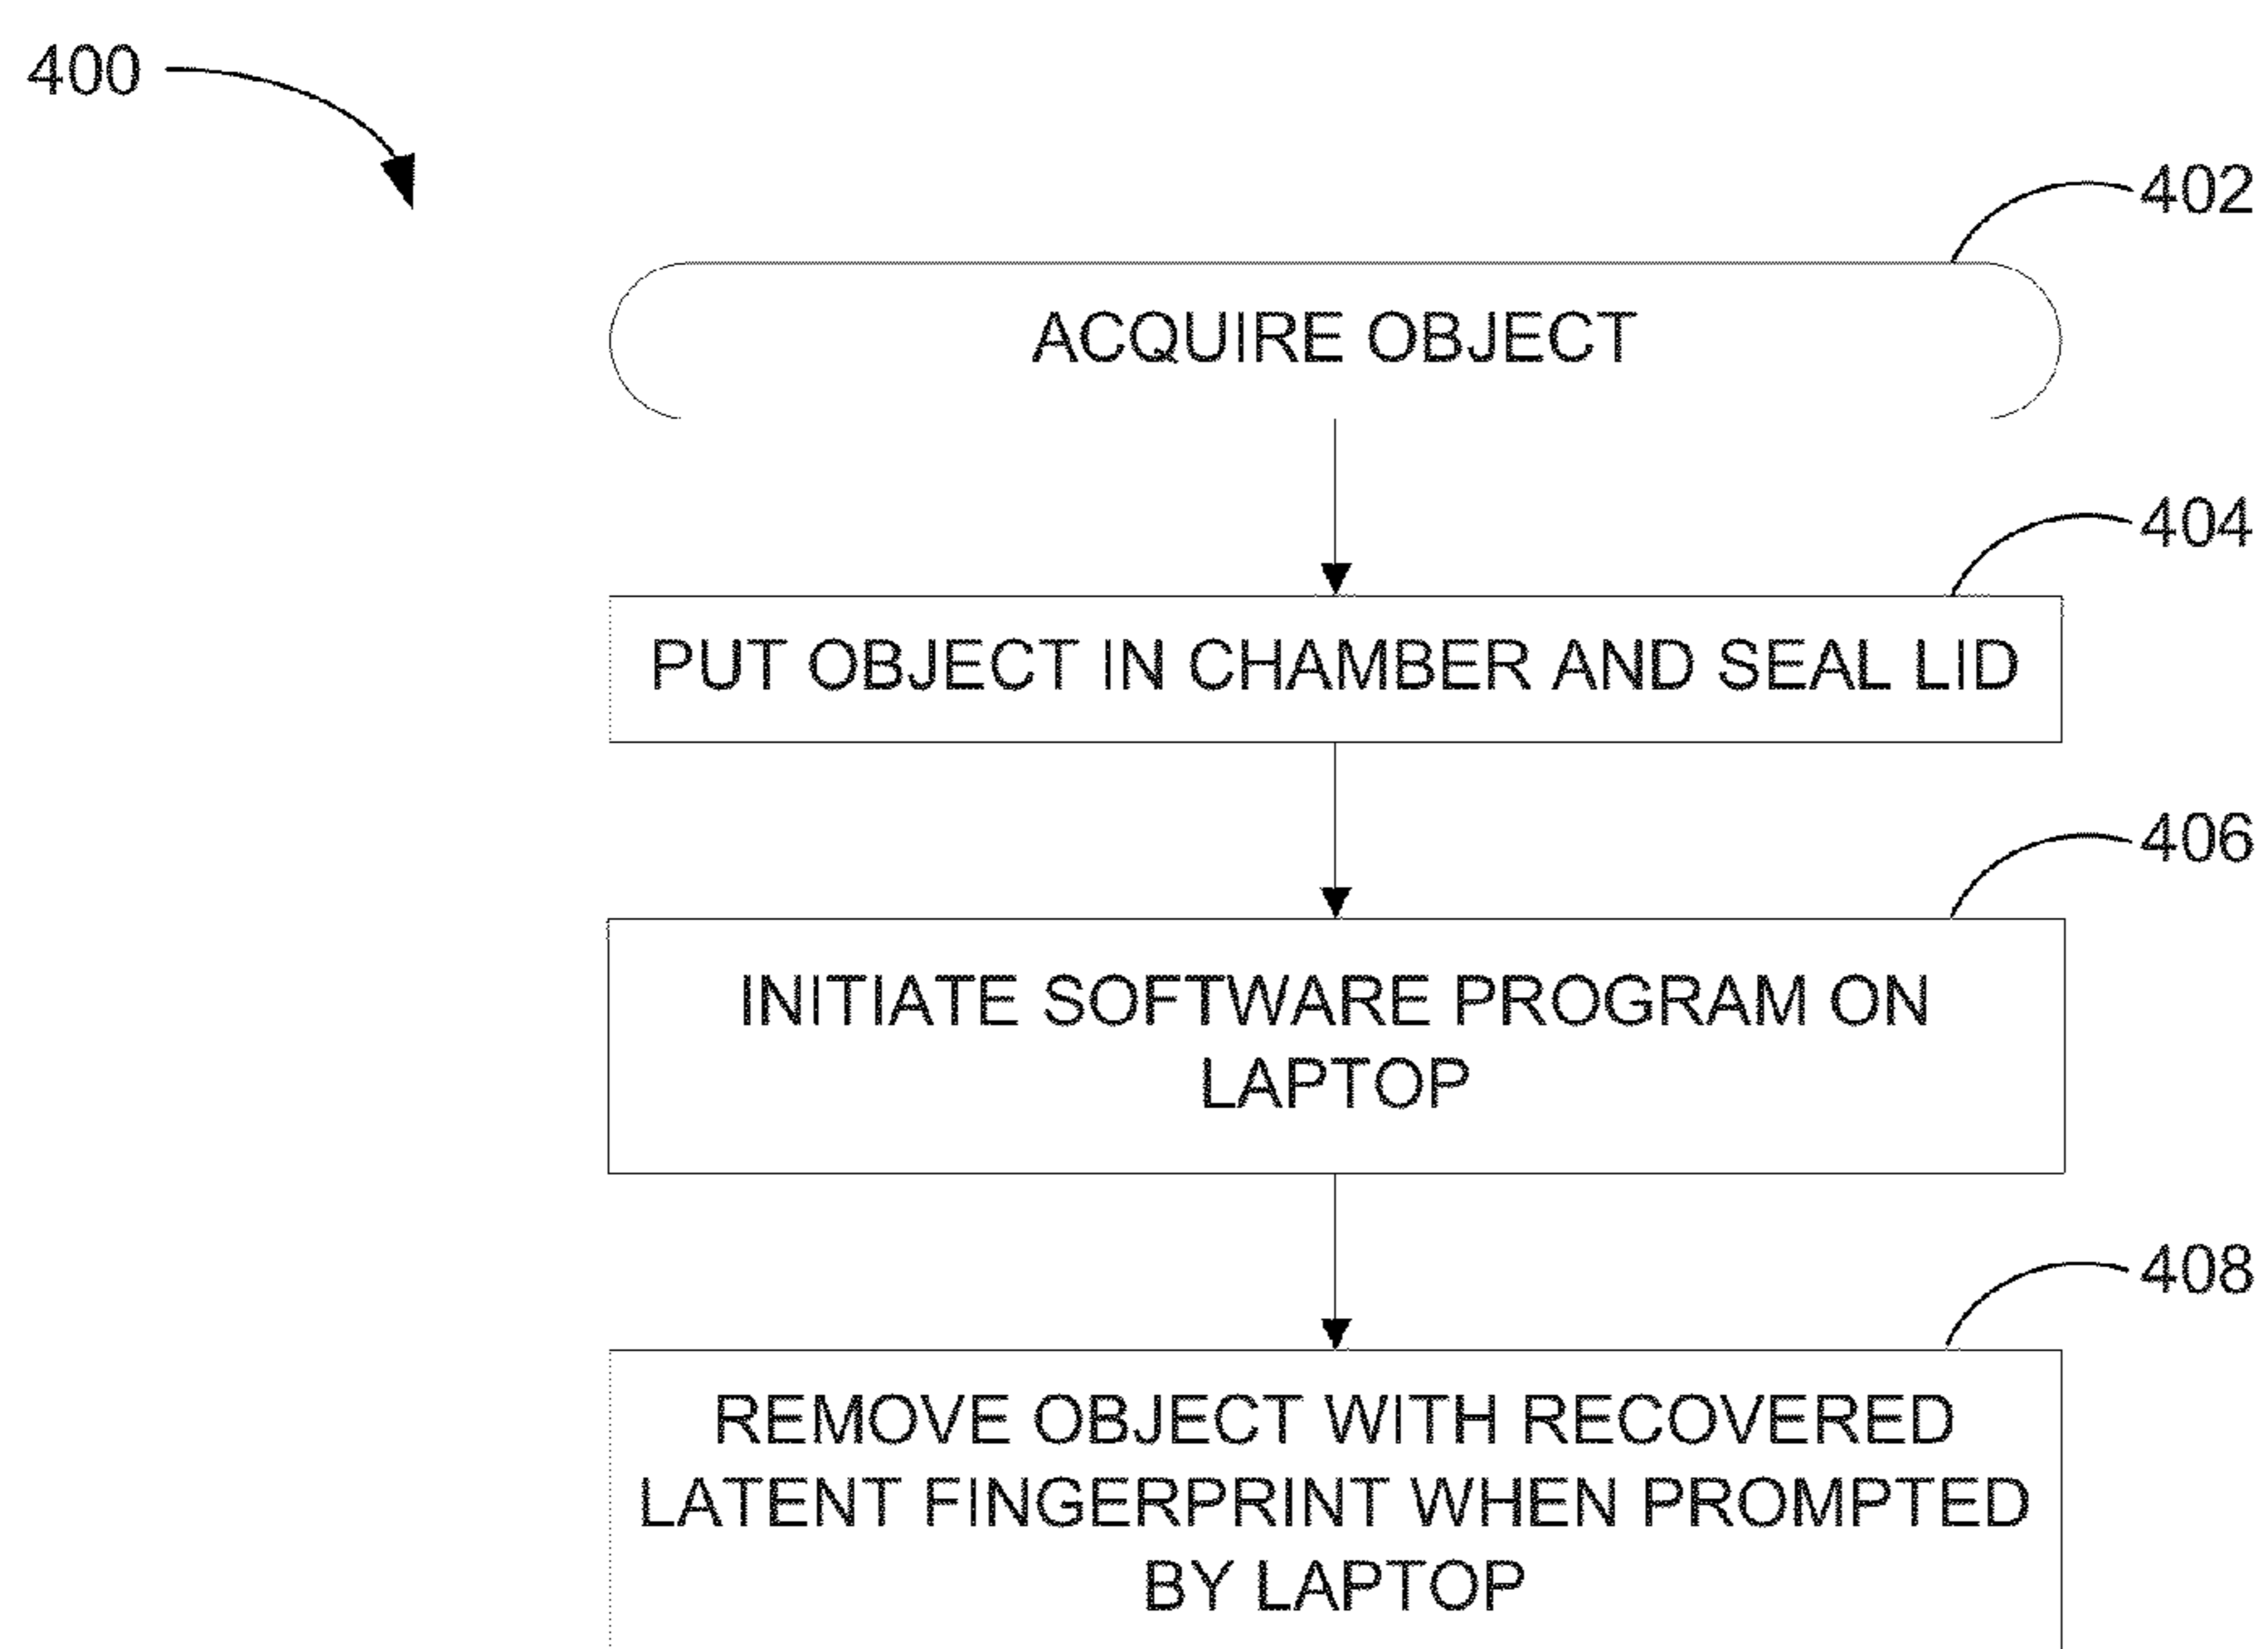 400
402
ACQUIRE OBJECT
404
PUT OBJECT IN CHAMBER AND SEAL LID
406
INITIATE SOFTWARE PROGRAM ON
LAPTOP
408
REMOVE OBJECT WITH RECOVERED
LATENT FINGERPRINT WHEN PROMPTED
BY LAPTOP